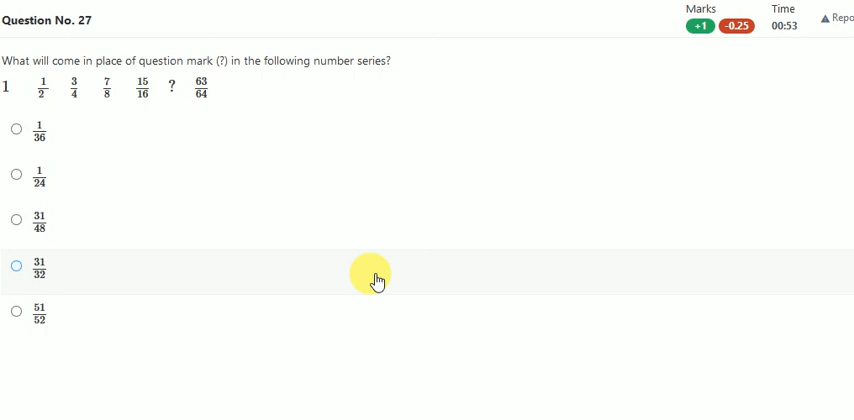 Question No. 27
Marks
Time
+1
-0.25
00:53
Repo
What will come in place of question mark (?) in the following number series?
1 1/2 3/4 7/8 15/16 ? 63/64
1/36
1/24
31/48
31/32
51/52